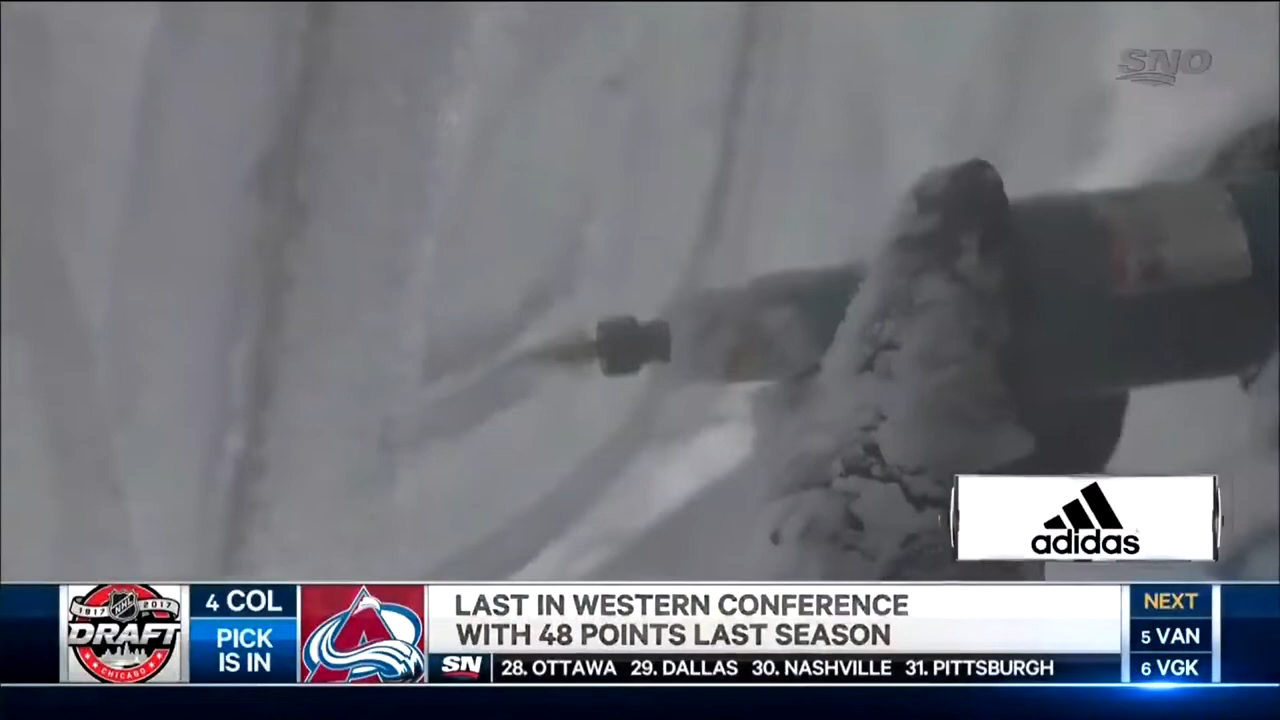 SNO
adidas
1917 2017
NHL
DRAFT
CHICAGO
4 COL
PICK
IS IN
A
LAST IN WESTERN CONFERENCE
WITH 48 POINTS LAST SEASON
SN
28. OTTAWA 29. DALLAS 30. NASHVILLE 31. PITTSBURGH
NEXT
5 VAN
6 VGK